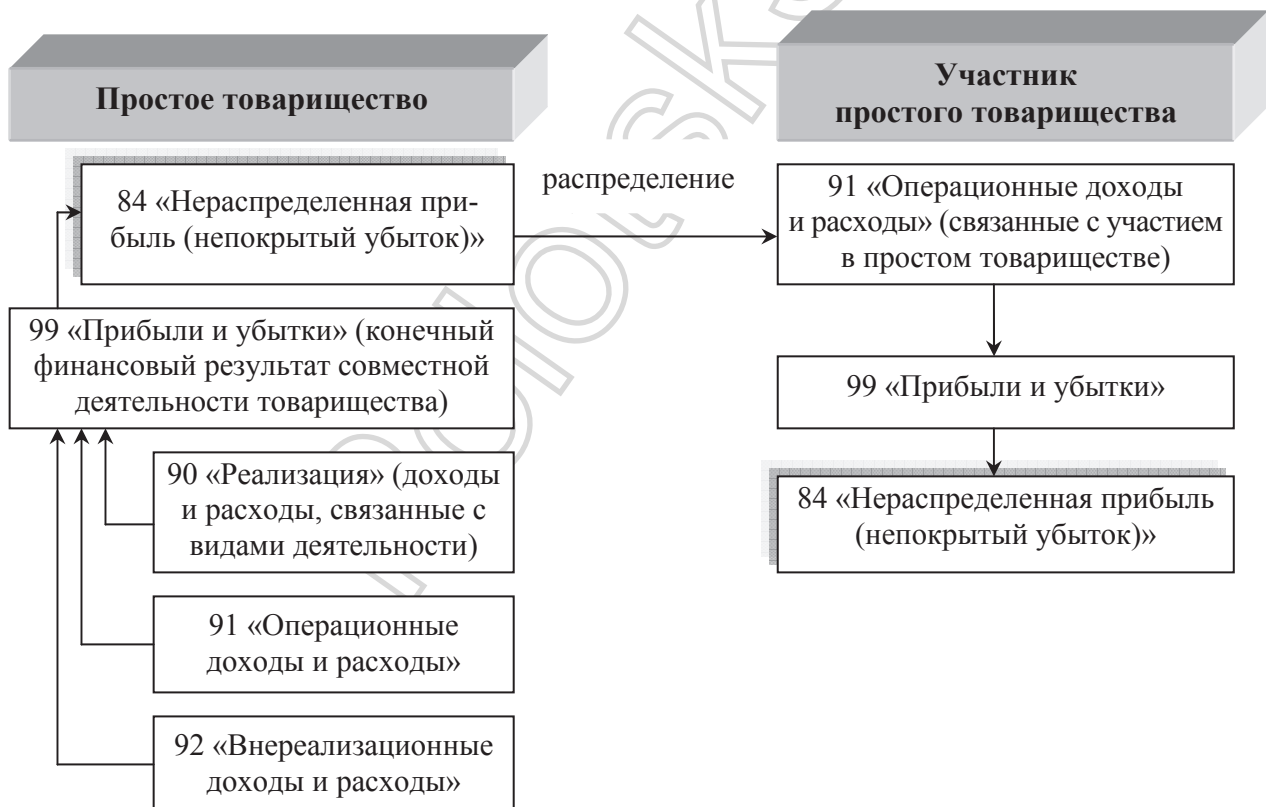 Простое товарищество
Участник
простого товарищества
84 «Нераспределенная при-
быль (непокрытый убыток)»
распределение
91 «Операционные доходы
и расходы» (связанные с участием
в простом товариществе)
99 «Прибыли и убытки» (конечный
финансовый результат совместной
деятельности товарищества)
99 «Прибыли и убытки»
90 «Реализация» (доходы
и расходы, связанные с
видами деятельности)
84 «Нераспределенная прибыль
(непокрытый убыток)»
91 «Операционные
доходы и расходы»
92 «Внереализационные
доходы и расходы»